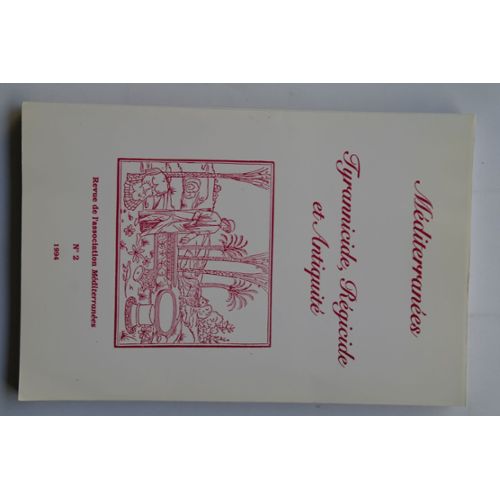 Méditerranées
Tyrannicide, Régicide
et Antiquité
Revue de l'association Méditerranées
N° 2
1994